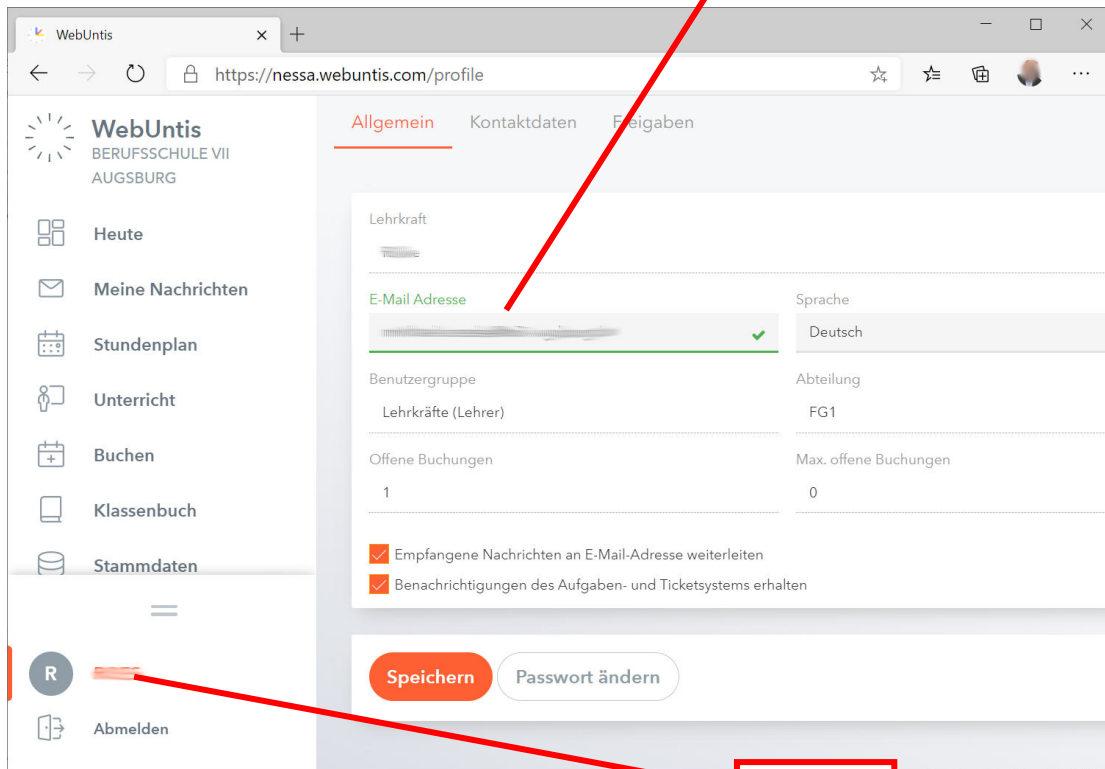 WebUntis
https://nessa.webuntis.com/profile
WebUntis
BERUFSSCHULE VII
AUGSBURG
Heute
Meine Nachrichten
Stundenplan
Unterricht
Buchen
Klassenbuch
Stammdaten
R
Abmelden
Allgemein Kontaktdaten Freigaben
Lehrkraft
E-Mail Adresse Sprache
Deutsch
Benutzergruppe Abteilung
Lehrkräfte (Lehrer) FG1
Offene Buchungen Max. offene Buchungen
1 0
Empfangene Nachrichten an E-Mail-Adresse weiterleiten
Benachrichtigungen des Aufgaben- und Ticketsystems erhalten
Speichern Passwort ändern